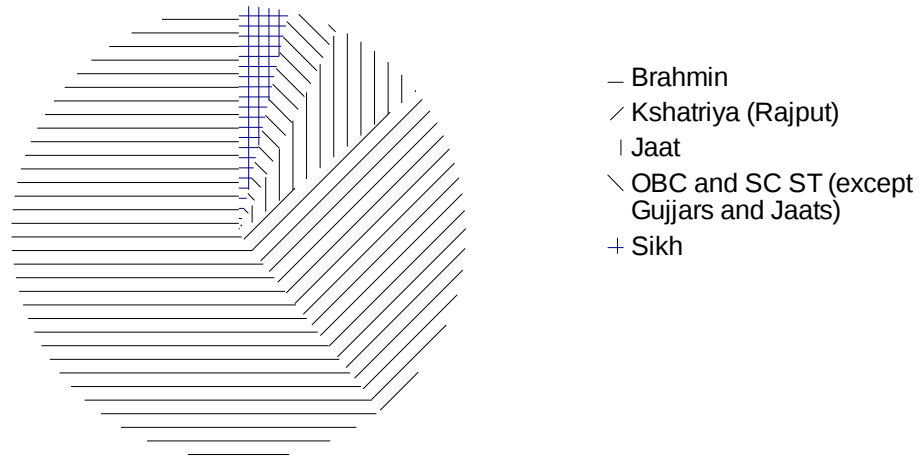 Brahmin
Kshatriya (Rajput)
Jaat
OBC and SC ST (except
Gujjars and Jaats)
Sikh